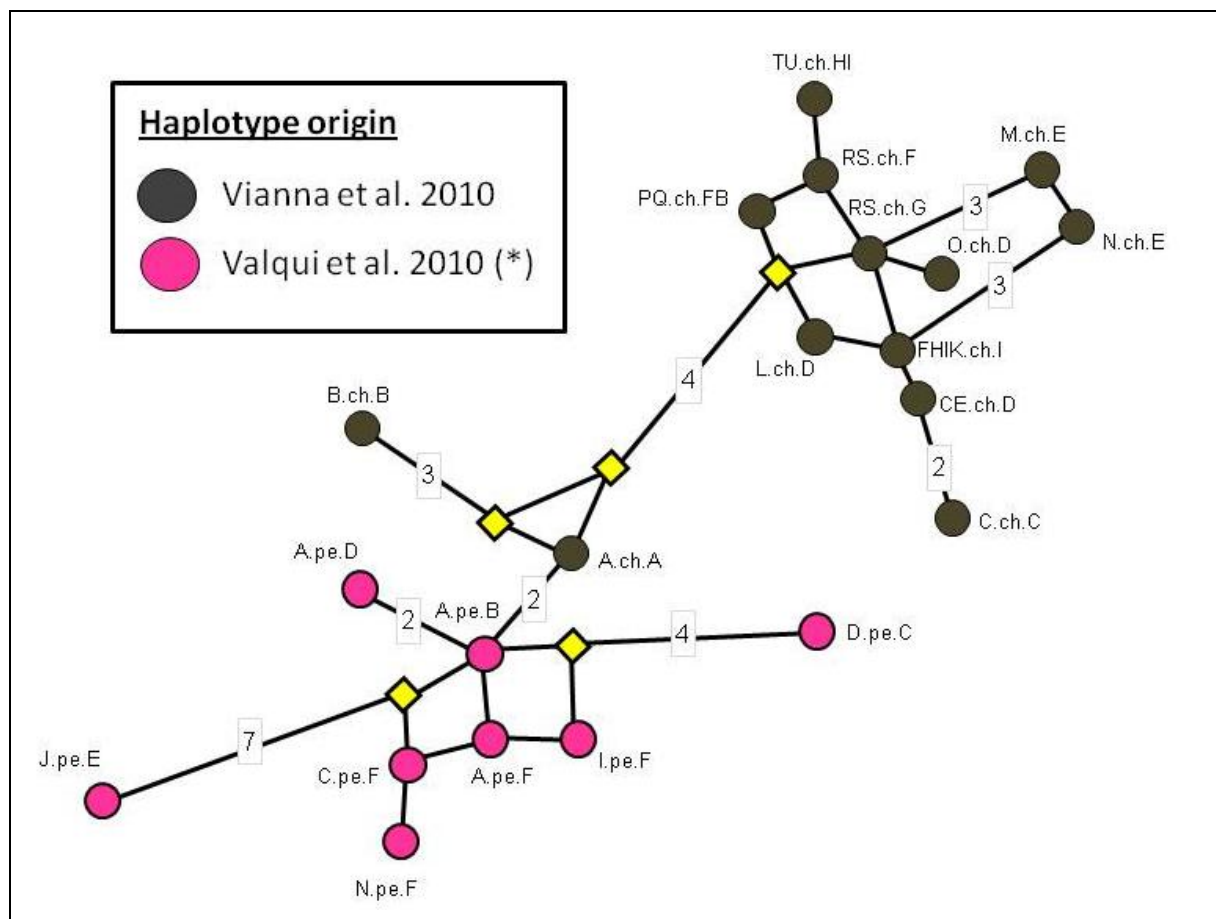 Haplotype origin
Vianna et al. 2010
Valqui et al. 2010 (*)
TU.ch.HI
RS.ch.F
M.ch.E
PQ.ch.FB
RS.ch.G
3
O.ch.D
N.ch.E
3
L.ch.D
FHIK.ch.I
4
CE.ch.D
B.ch.B
2
3
C.ch.C
A.ch.A
A.pe.D
2
A.pe.B
2
4
D.pe.C
7
J.pe.E
C.pe.F
A.pe.F
I.pe.F
N.pe.F